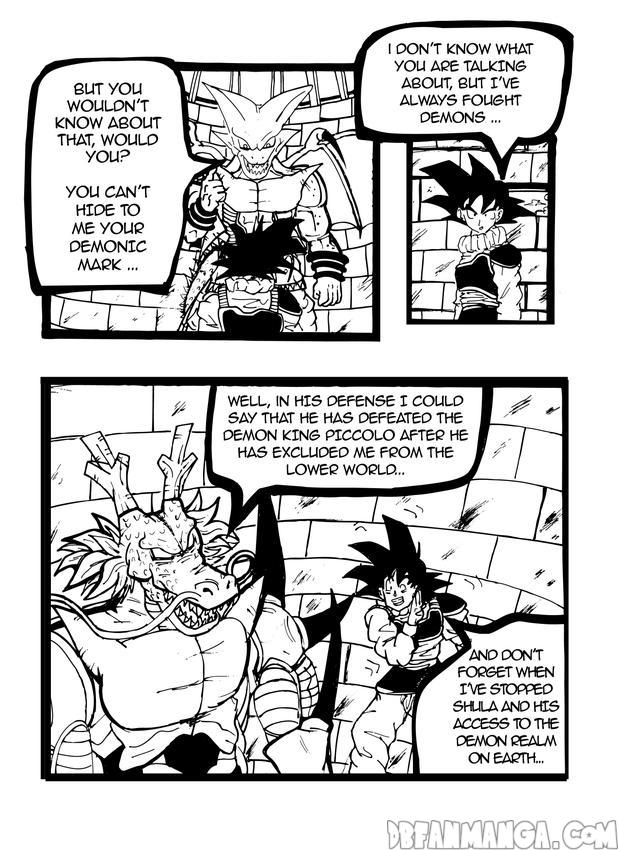 BUT YOU
WOULDN'T
KNOW ABOUT
THAT, WOULD
YOU?
YOU CAN'T
HIDE TO
ME YOUR
DEMONIC
MARK ...
I DON'T KNOW WHAT
YOU ARE TALKING
ABOUT, BUT I'VE
ALWAYS FOUGHT
DEMONS ...
WELL, IN HIS DEFENSE I COULD
SAY THAT HE HAS DEFEATED THE
DEMON KING PICCOLO AFTER HE
HAS EXCLUDED ME FROM THE
LOWER WORLD...
AND DON'T
FORGET WHEN
I'VE STOPPED
SHULA AND HIS
ACCESS TO THE
DEMON REALM
ON EARTH...
DBFANMANGA.COM